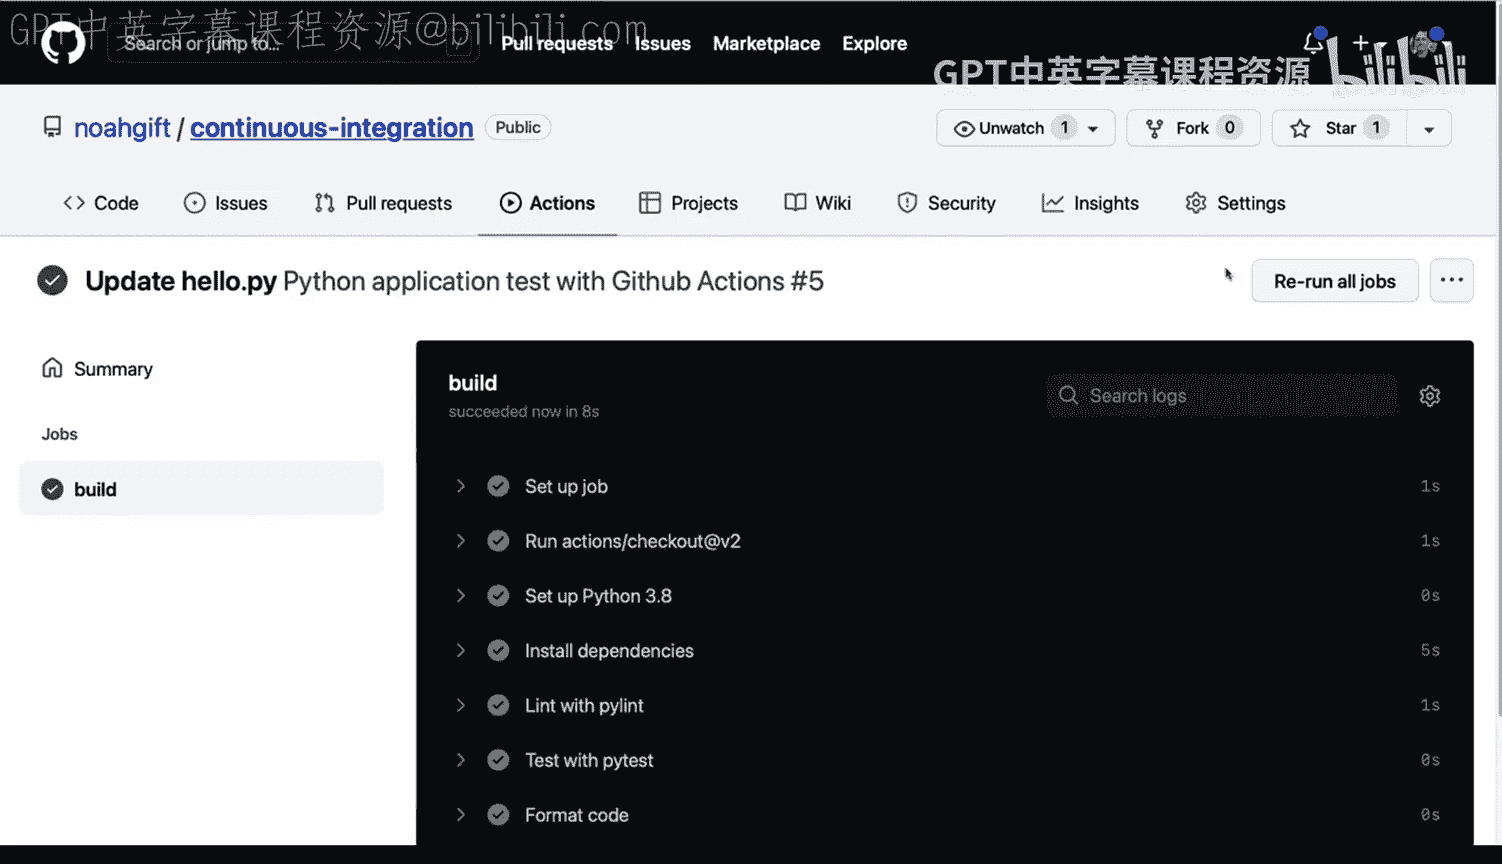 GPT中英字幕课程资源@bilibili.com
Search or jump to...
Pull requests Issues Marketplace Explore
GPT中英字幕课程资源 bilibili
noahgift / continuous-integration Public
Unwatch 1 Fork 0 Star 1
Code Issues Pull requests Actions Projects Wiki Security Insights Settings
Update hello.py Python application test with Github Actions #5
Re-run all jobs
Summary
Jobs
build
build
succeeded now in 8s
Search logs
Set up job 1s
Run actions/checkout@v2 1s
Set up Python 3.8 0s
Install dependencies 5s
Lint with pylint 1s
Test with pytest 0s
Format code 0s